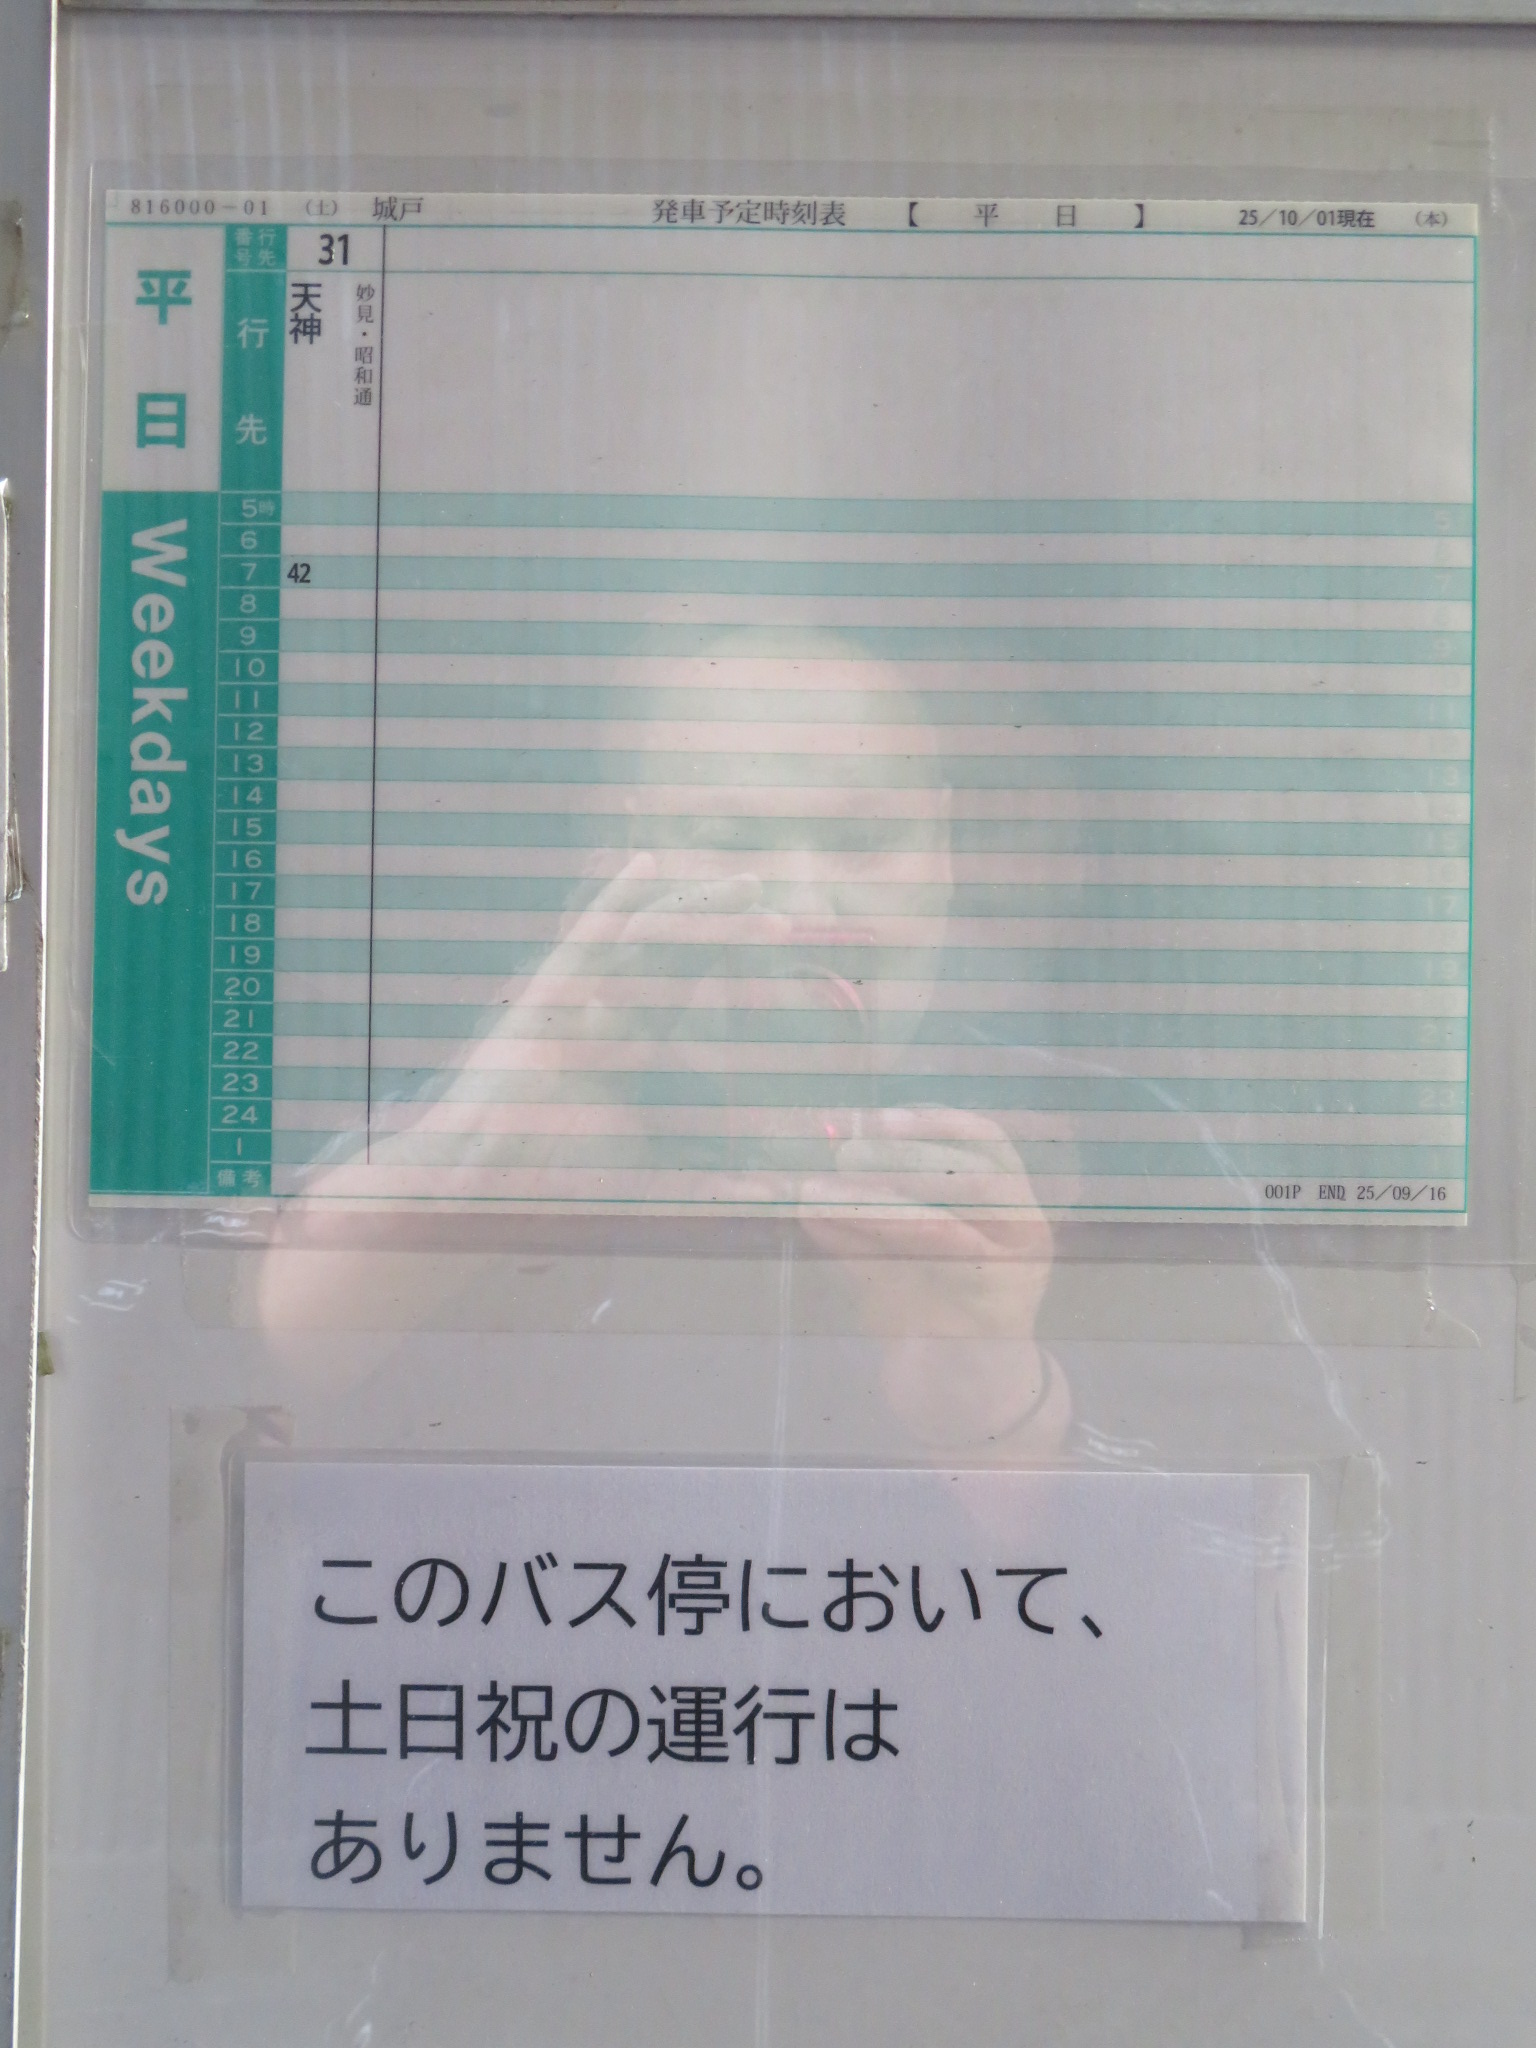 816000-01 (土) 城戸 発車予定時刻表 【 平 日 】 25/10/01現在 (本)
平日
Weekdays
行先番号 31
行先 天神 妙見・昭和通
5時
6
7 42
8
9
10
11
12
13
14
15
16
17
18
19
20
21
22
23
24
1
備考
001P END 25/09/16
このバス停において、
土日祝の運行は
ありません。